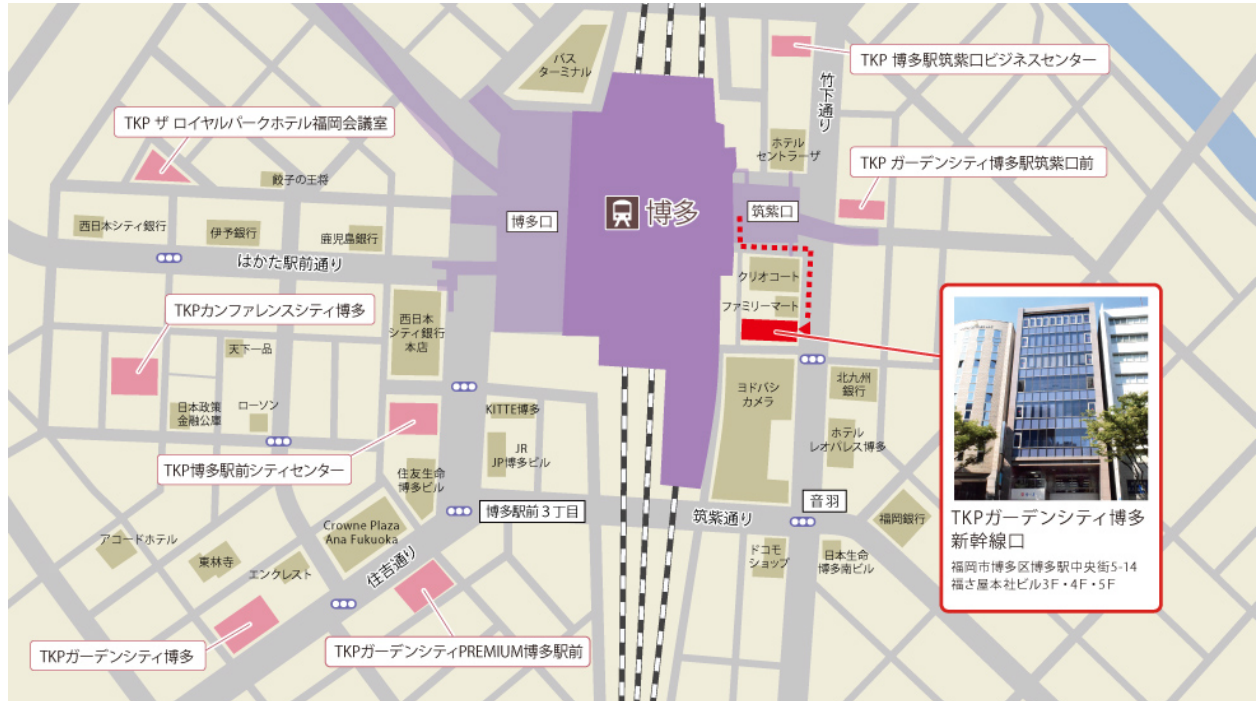 バス
ターミナル
TKP 博多駅筑紫口ビジネスセンター
竹下通り
TKP ザ ロイヤルパークホテル福岡会議室
ホテル
セントラーザ
TKP ガーデンシティ博多駅筑紫口前
餃子の王将
西日本シティ銀行
伊予銀行
鹿児島銀行
博多口
博多
筑紫口
はかた駅前通り
クリオコート
ファミリーマート
TKPカンファレンスシティ博多
西日本
シティ銀行
本店
天下一品
ヨドバシ
カメラ
北九州
銀行
日本政策
金融公庫
ローソン
KITTE博多
JR
JP博多ビル
ホテル
レオパレス博多
TKP博多駅前シティセンター
住友生命
博多ビル
博多駅前3丁目
筑紫通り
音羽
福岡銀行
Crowne Plaza
Ana Fukuoka
アコードホテル
東林寺
エンクレスト
住吉通り
ドコモ
ショップ
日本生命
博多南ビル
TKPガーデンシティ博多
TKPガーデンシティPREMIUM博多駅前
TKPガーデンシティ博多
新幹線口
福岡市博多区博多駅中央街5-14
福さ屋本社ビル3F・4F・5F